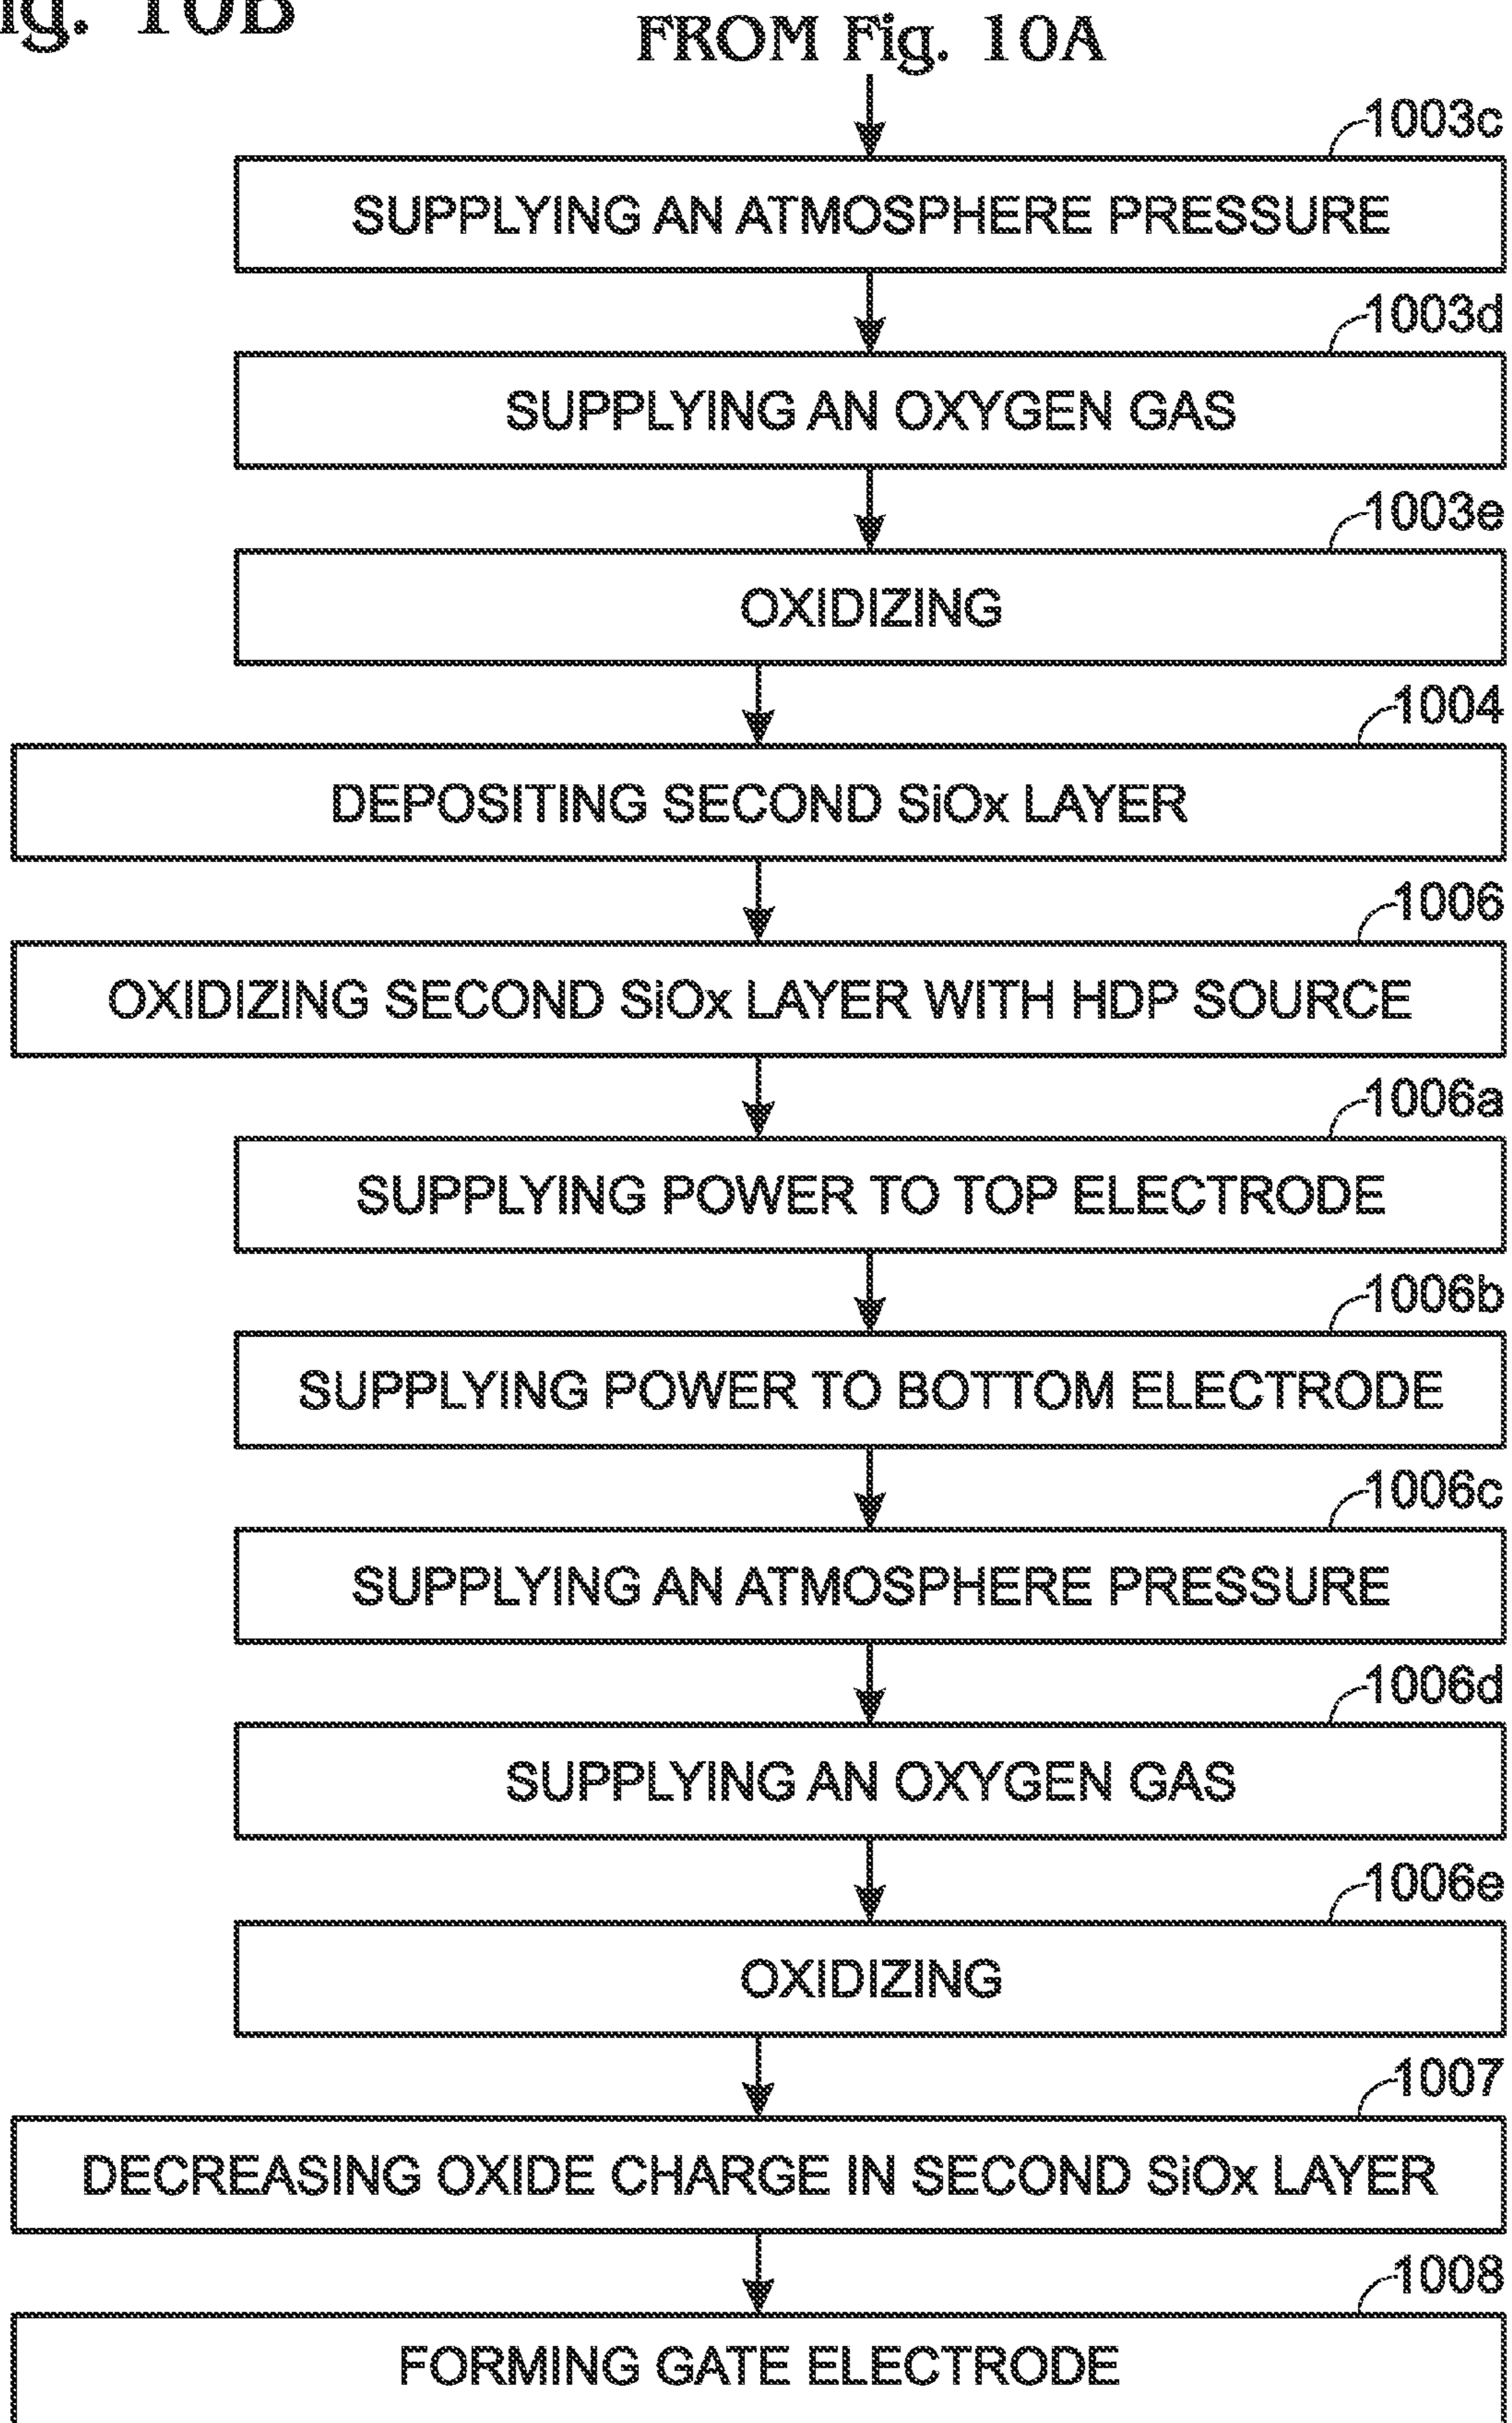 Fig. 10B
FROM Fig. 10A
1003c
SUPPLYING AN ATMOSPHERE PRESSURE
1003d
SUPPLYING AN OXYGEN GAS
1003e
OXIDIZING
1004
DEPOSITING SECOND SiOx LAYER
1006
OXIDIZING SECOND SiOx LAYER WITH HDP SOURCE
1006a
SUPPLYING POWER TO TOP ELECTRODE
1006b
SUPPLYING POWER TO BOTTOM ELECTRODE
1006c
SUPPLYING AN ATMOSPHERE PRESSURE
1006d
SUPPLYING AN OXYGEN GAS
1006e
OXIDIZING
1007
DECREASING OXIDE CHARGE IN SECOND SiOx LAYER
1008
FORMING GATE ELECTRODE